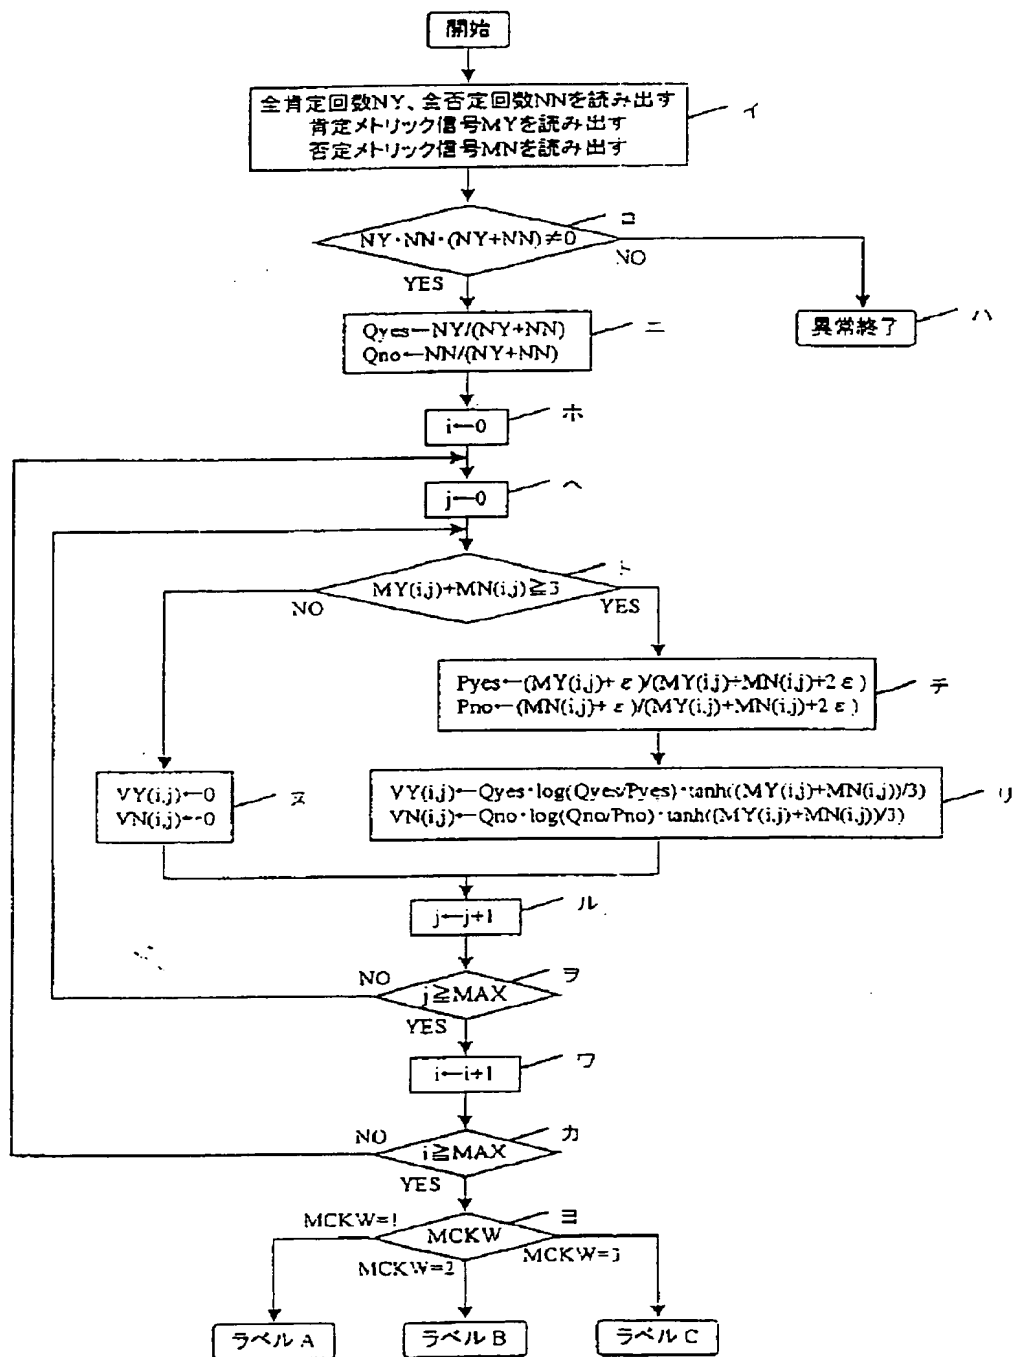 開始
全肯定回数NY、全否定回数NNを読み出す
肯定メトリック信号MYを読み出す
否定メトリック信号MNを読み出す
イ
NY·NN·(NY+NN)≠0
ロ
YES
NO
異常終了
ハ
Qyes←NY/(NY+NN)
Qno←NN/(NY+NN)
ニ
i←0
ホ
j←0
ヘ
MY(i,j)+MN(i,j)≧3
ト
NO
YES
Pyes←(MY(i,j)+ε)/(MY(i,j)+MN(i,j)+2ε)
Pno←(MN(i,j)+ε)/(MY(i,j)+MN(i,j)+2ε)
チ
VY(i,j)←0
VN(i,j)←0
ヌ
VY(i,j)←Qyes·log(Qyes/Pyes)·tanh((MY(i,j)+MN(i,j))/3)
VN(i,j)←Qno·log(Qno/Pno)·tanh((MY(i,j)+MN(i,j))/3)
リ
j←j+1
ル
NO
j≧MAX
ヲ
YES
i←i+1
ワ
NO
i≧MAX
カ
YES
MCKW=1
MCKW
ヨ
MCKW=2
MCKW=3
ラベル A
ラベル B
ラベル C